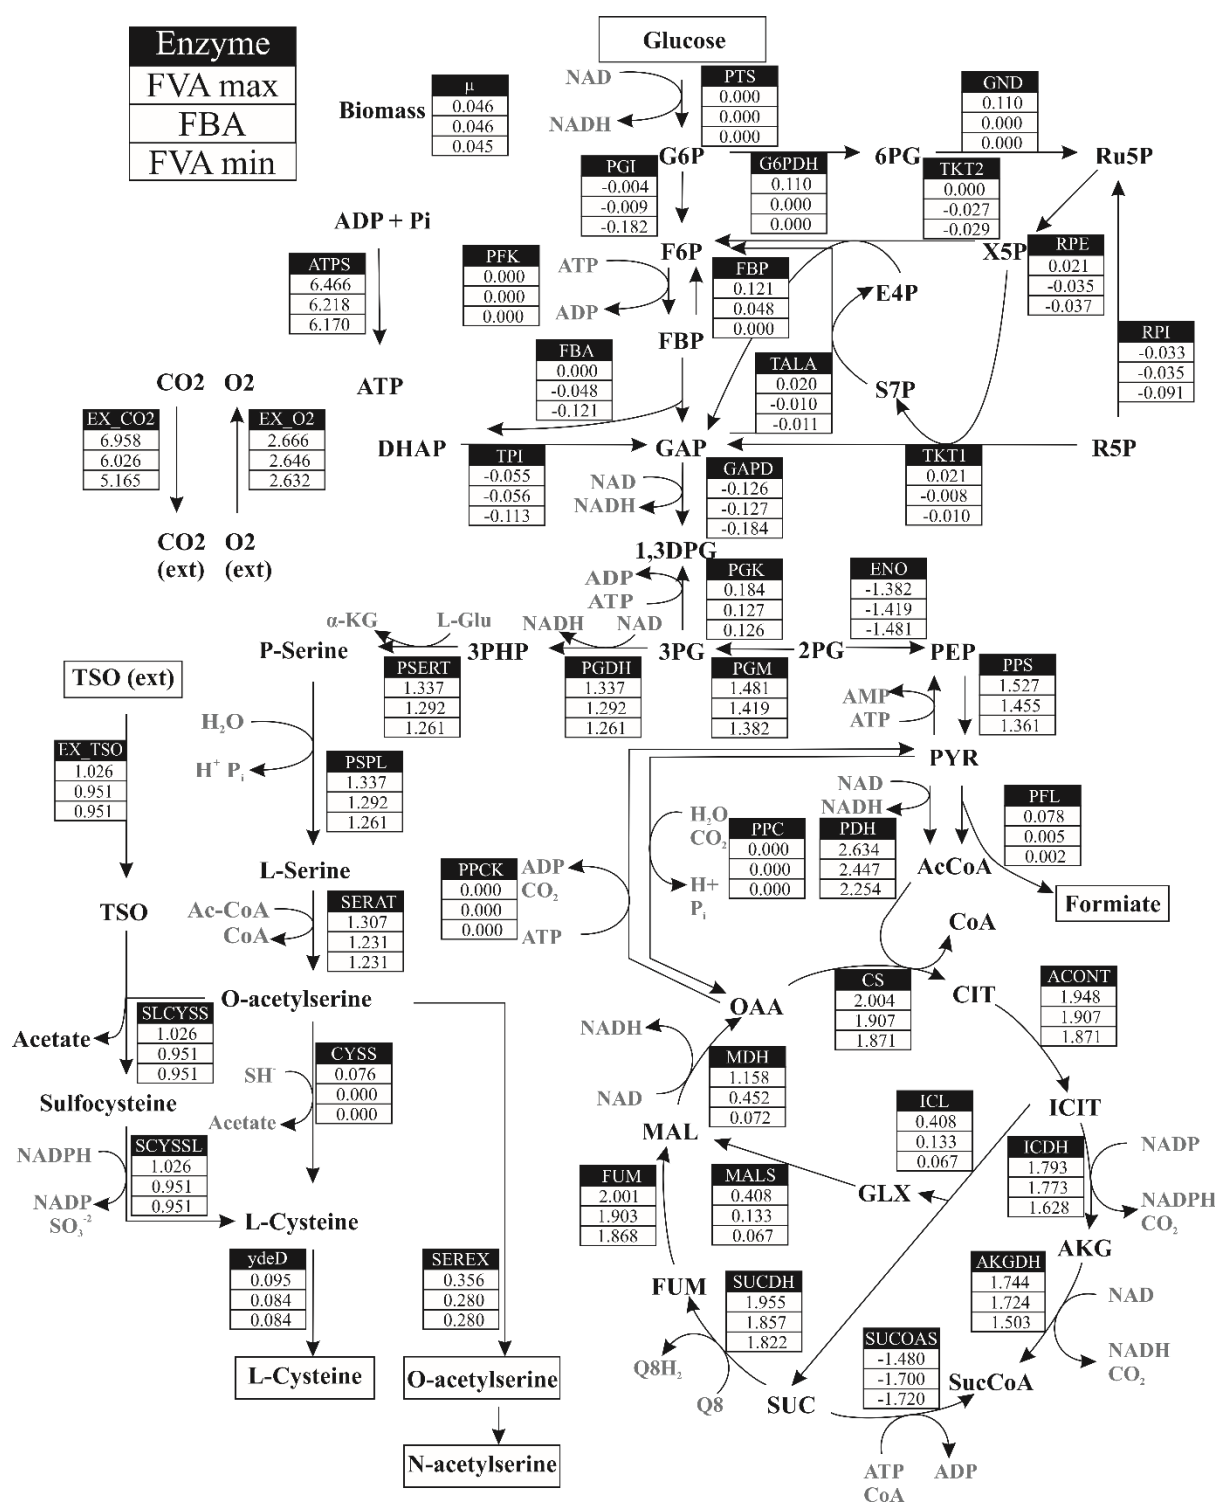 Enzyme
FVA max
FBA
FVA min
Glucose
Biomass
μ
0.046
0.046
0.045
NAD
NADH
PTS
0.000
0.000
0.000
GND
0.110
0.000
0.000
G6P
6PG
Ru5P
PGI
-0.004
-0.009
-0.182
G6PDH
0.110
0.000
0.000
TKT2
0.000
-0.027
-0.029
ADP + Pi
ATPS
6.466
6.218
6.170
ATP
PFK
0.000
0.000
0.000
ATP
ADP
F6P
FBP
0.121
0.048
0.000
E4P
X5P
RPE
0.021
-0.035
-0.037
RPI
-0.033
-0.035
-0.091
FBP
FBA
0.000
-0.048
-0.121
TALA
0.020
-0.010
-0.011
S7P
CO2
O2
EX_CO2
6.958
6.026
5.165
EX_O2
2.666
2.646
2.632
CO2
(ext)
O2
(ext)
DHAP
TPI
-0.055
-0.056
-0.113
GAP
NAD
NADH
GAPD
-0.126
-0.127
-0.184
TKT1
0.021
-0.008
-0.010
R5P
1,3DPG
ADP
ATP
PGK
0.184
0.127
0.126
ENO
-1.382
-1.419
-1.481
α-KG
L-Glu
NADH
NAD
P-Serine
3PHP
3PG
2PG
PEP
PSERT
1.337
1.292
1.261
PGDH
1.337
1.292
1.261
PGM
1.481
1.419
1.382
PPS
1.527
1.455
1.361
AMP
ATP
TSO (ext)
EX_TSO
1.026
0.951
0.951
H₂O
H⁺ Pᵢ
PSPL
1.337
1.292
1.261
PYR
NAD
NADH
PFL
0.078
0.005
0.002
H₂O
CO₂
H+
Pᵢ
PPC
0.000
0.000
0.000
PDH
2.634
2.447
2.254
AcCoA
Formiate
L-Serine
PPCK
0.000
0.000
0.000
ADP
CO₂
ATP
TSO
Ac-CoA
CoA
SERAT
1.307
1.231
1.231
CoA
O-acetylserine
OAA
CS
2.004
1.907
1.871
CIT
ACONT
1.948
1.907
1.871
Acetate
SLCYSS
1.026
0.951
0.951
SH⁻
Acetate
CYSS
0.076
0.000
0.000
NADH
NAD
MDH
1.158
0.452
0.072
ICL
0.408
0.133
0.067
ICIT
Sulfocysteine
NADPH
NADP
SO₃⁻²
SCYSSL
1.026
0.951
0.951
MAL
FUM
2.001
1.903
1.868
MALS
0.408
0.133
0.067
GLX
ICDH
1.793
1.773
1.628
NADP
NADPH
CO₂
L-Cysteine
AKG
ydeD
0.095
0.084
0.084
SEREX
0.356
0.280
0.280
FUM
SUCDH
1.955
1.857
1.822
AKGDH
1.744
1.724
1.503
NAD
NADH
CO₂
Q8H₂
Q8
SUC
SUCOAS
-1.480
-1.700
-1.720
SucCoA
L-Cysteine
O-acetylserine
N-acetylserine
ATP
CoA
ADP